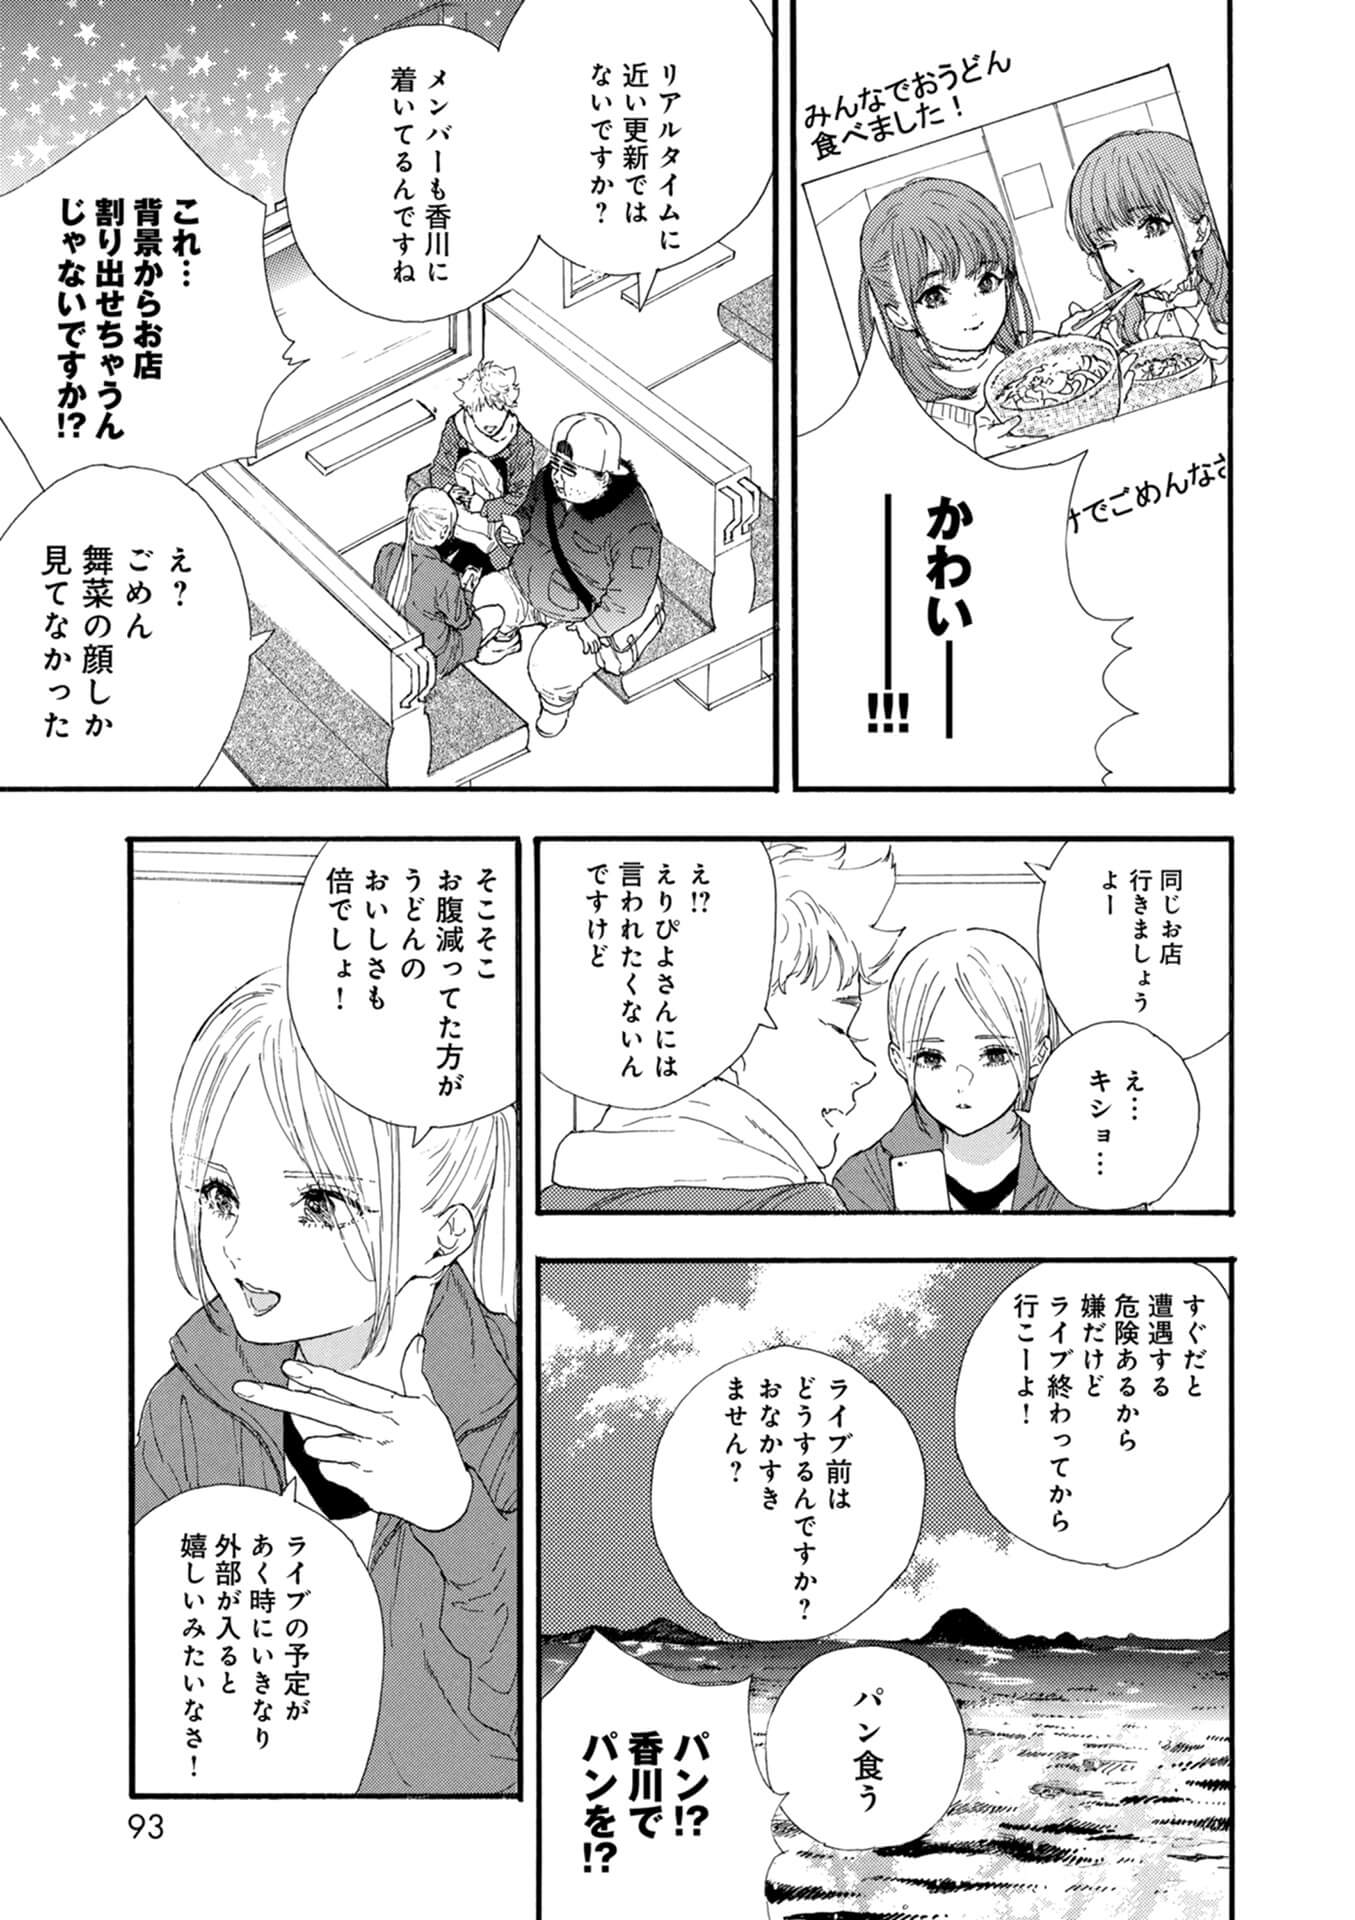 みんなでおうどん
食べました！
けでごめんなさ
かわいーーー!!!
リアルタイムに
近い更新では
ないですか？
メンバーも香川に
着いてるんですね
これ…
背景からお店
割り出せちゃうん
じゃないですか!?
え？
ごめん
舞菜の顔しか
見てなかった
同じお店
行きましょう
よー
え…
キショ…
え!?
えりぴよさんには
言われたくないん
ですけど
すぐだと
遭遇する
危険あるから
嫌だけど
ライブ終わってから
行こーよ！
ライブ前は
どうするんですか？
おなかすき
ません？
パン食う
パン!?
香川で
パンを!?
そこそこ
お腹減ってた方が
うどんの
おいしさも
倍でしょ！
ライブの予定が
あく時にいきなり
外部が入ると
嬉しいみたいなさ！
93